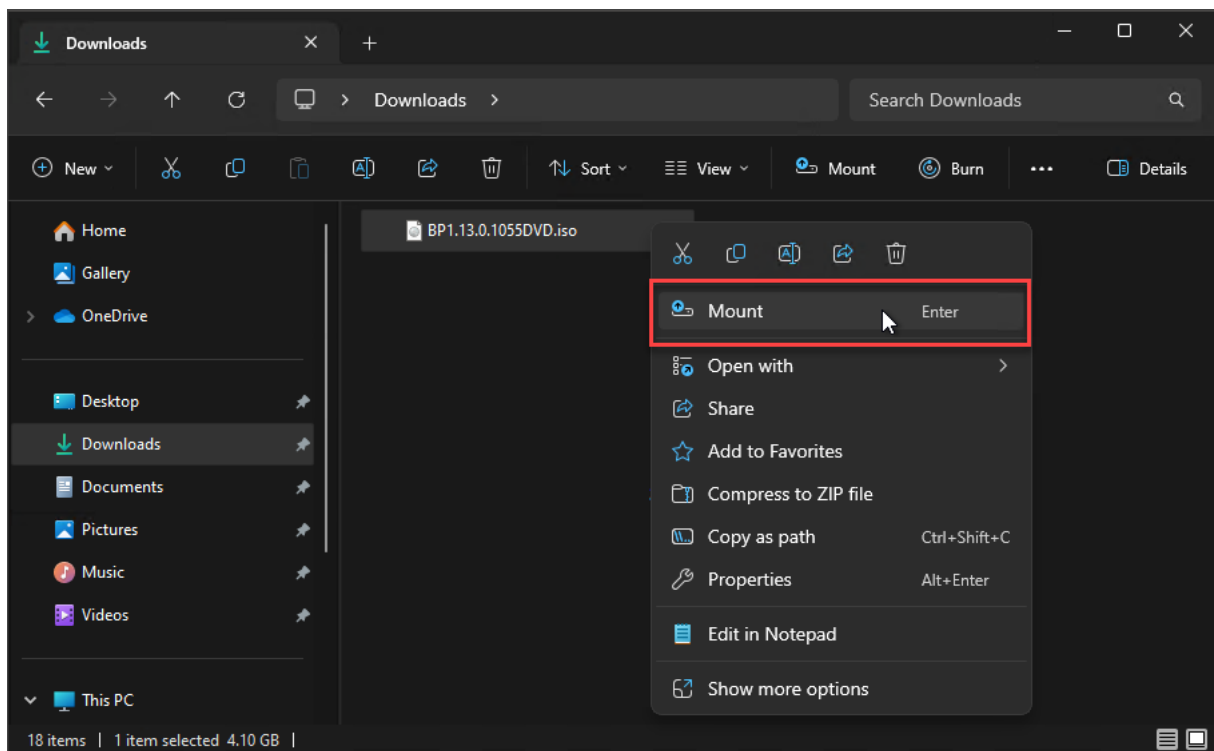 Downloads
Downloads
Search Downloads
New
Sort
View
Mount
Burn
Details
Home
Gallery
OneDrive
Desktop
Downloads
Documents
Pictures
Music
Videos
This PC
BP1.13.0.1055DVD.iso
Mount Enter
Open with
Share
Add to Favorites
Compress to ZIP file
Copy as path Ctrl+Shift+C
Properties Alt+Enter
Edit in Notepad
Show more options
18 items | 1 item selected 4.10 GB |